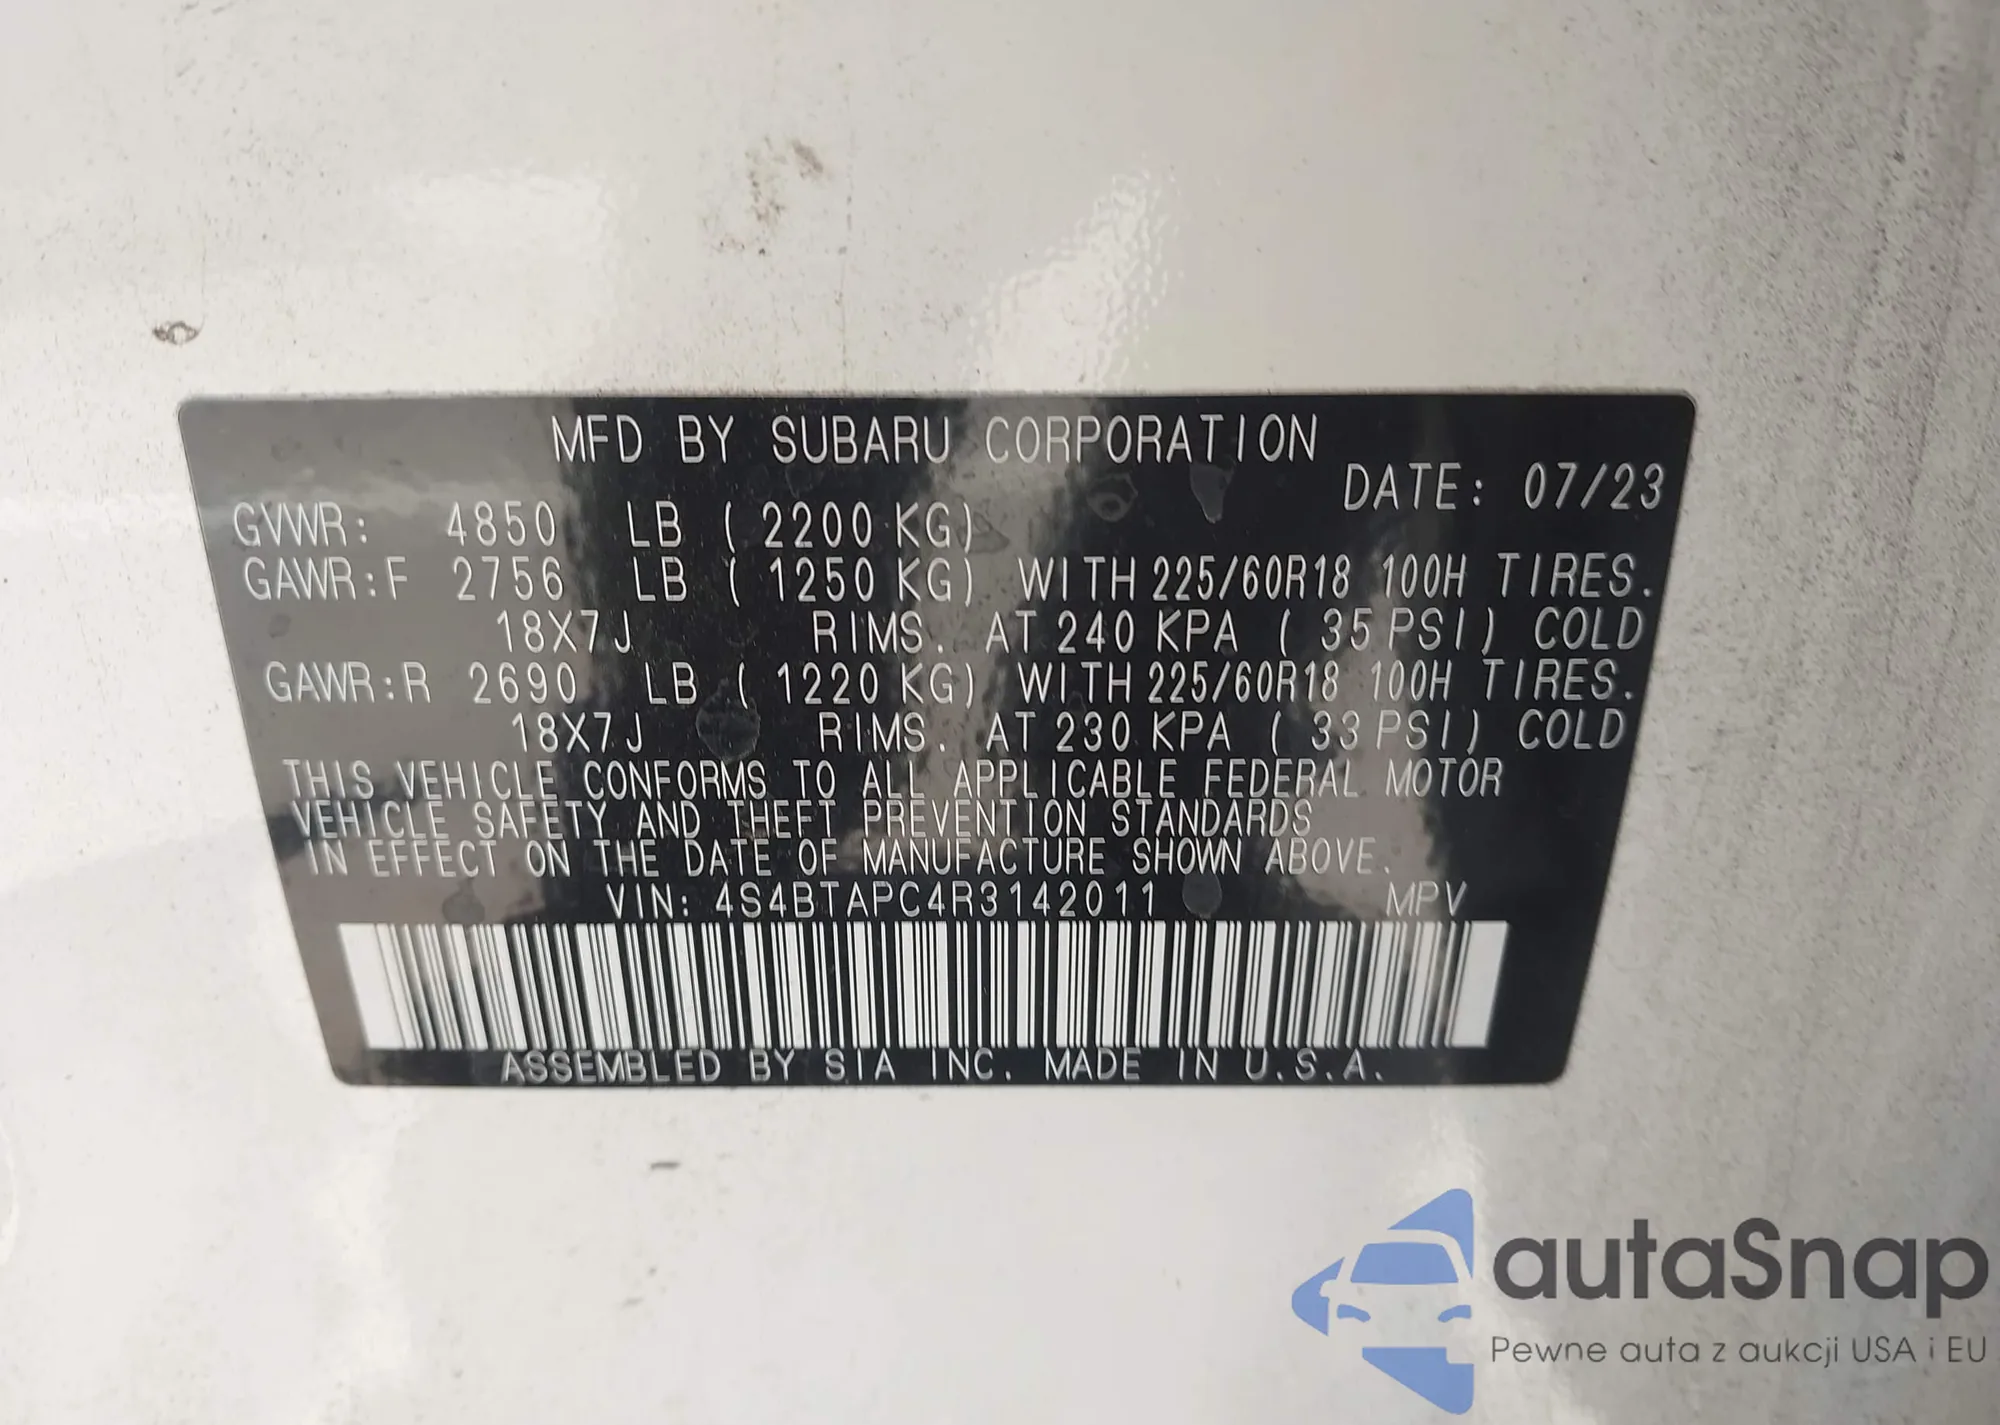 MFD BY SUBARU CORPORATION
DATE: 07/23
GVWR: 4850 LB ( 2200 KG)
GAWR:F 2756 LB ( 1250 KG) WITH 225/60R18 100H TIRES.
18X7J RIMS. AT 240 KPA ( 35 PSI) COLD
GAWR:R 2690 LB ( 1220 KG) WITH 225/60R18 100H TIRES.
18X7J RIMS. AT 230 KPA ( 33 PSI) COLD
THIS VEHICLE CONFORMS TO ALL APPLICABLE FEDERAL MOTOR
VEHICLE SAFETY AND THEFT PREVENTION STANDARDS
IN EFFECT ON THE DATE OF MANUFACTURE SHOWN ABOVE.
VIN: 4S4BTAPC4R3142011 MPV
ASSEMBLED BY SIA INC. MADE IN U.S.A.
autaSnap
Pewne auta z aukcji USA i EU